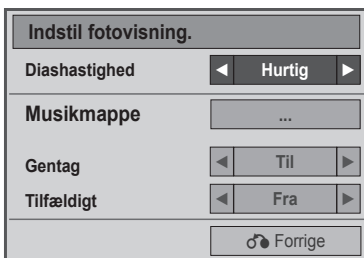 Indstil fotovisning.
Diashastighed ◀ Hurtig ▶
Musikmappe ...
Gentag ◀ Til ▶
Tilfældigt ◀ Fra ▶
Forrige